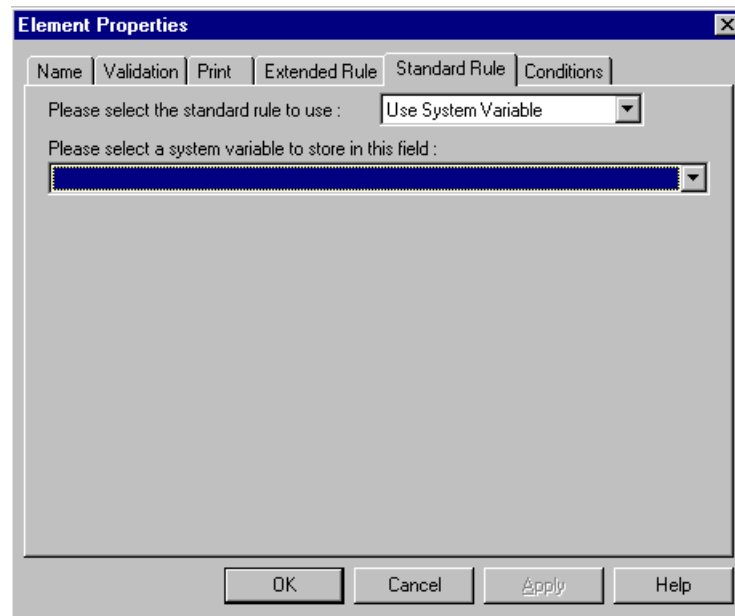 Element Properties
Name Validation Print Extended Rule Standard Rule Conditions
Please select the standard rule to use : Use System Variable
Please select a system variable to store in this field :
OK Cancel Apply Help